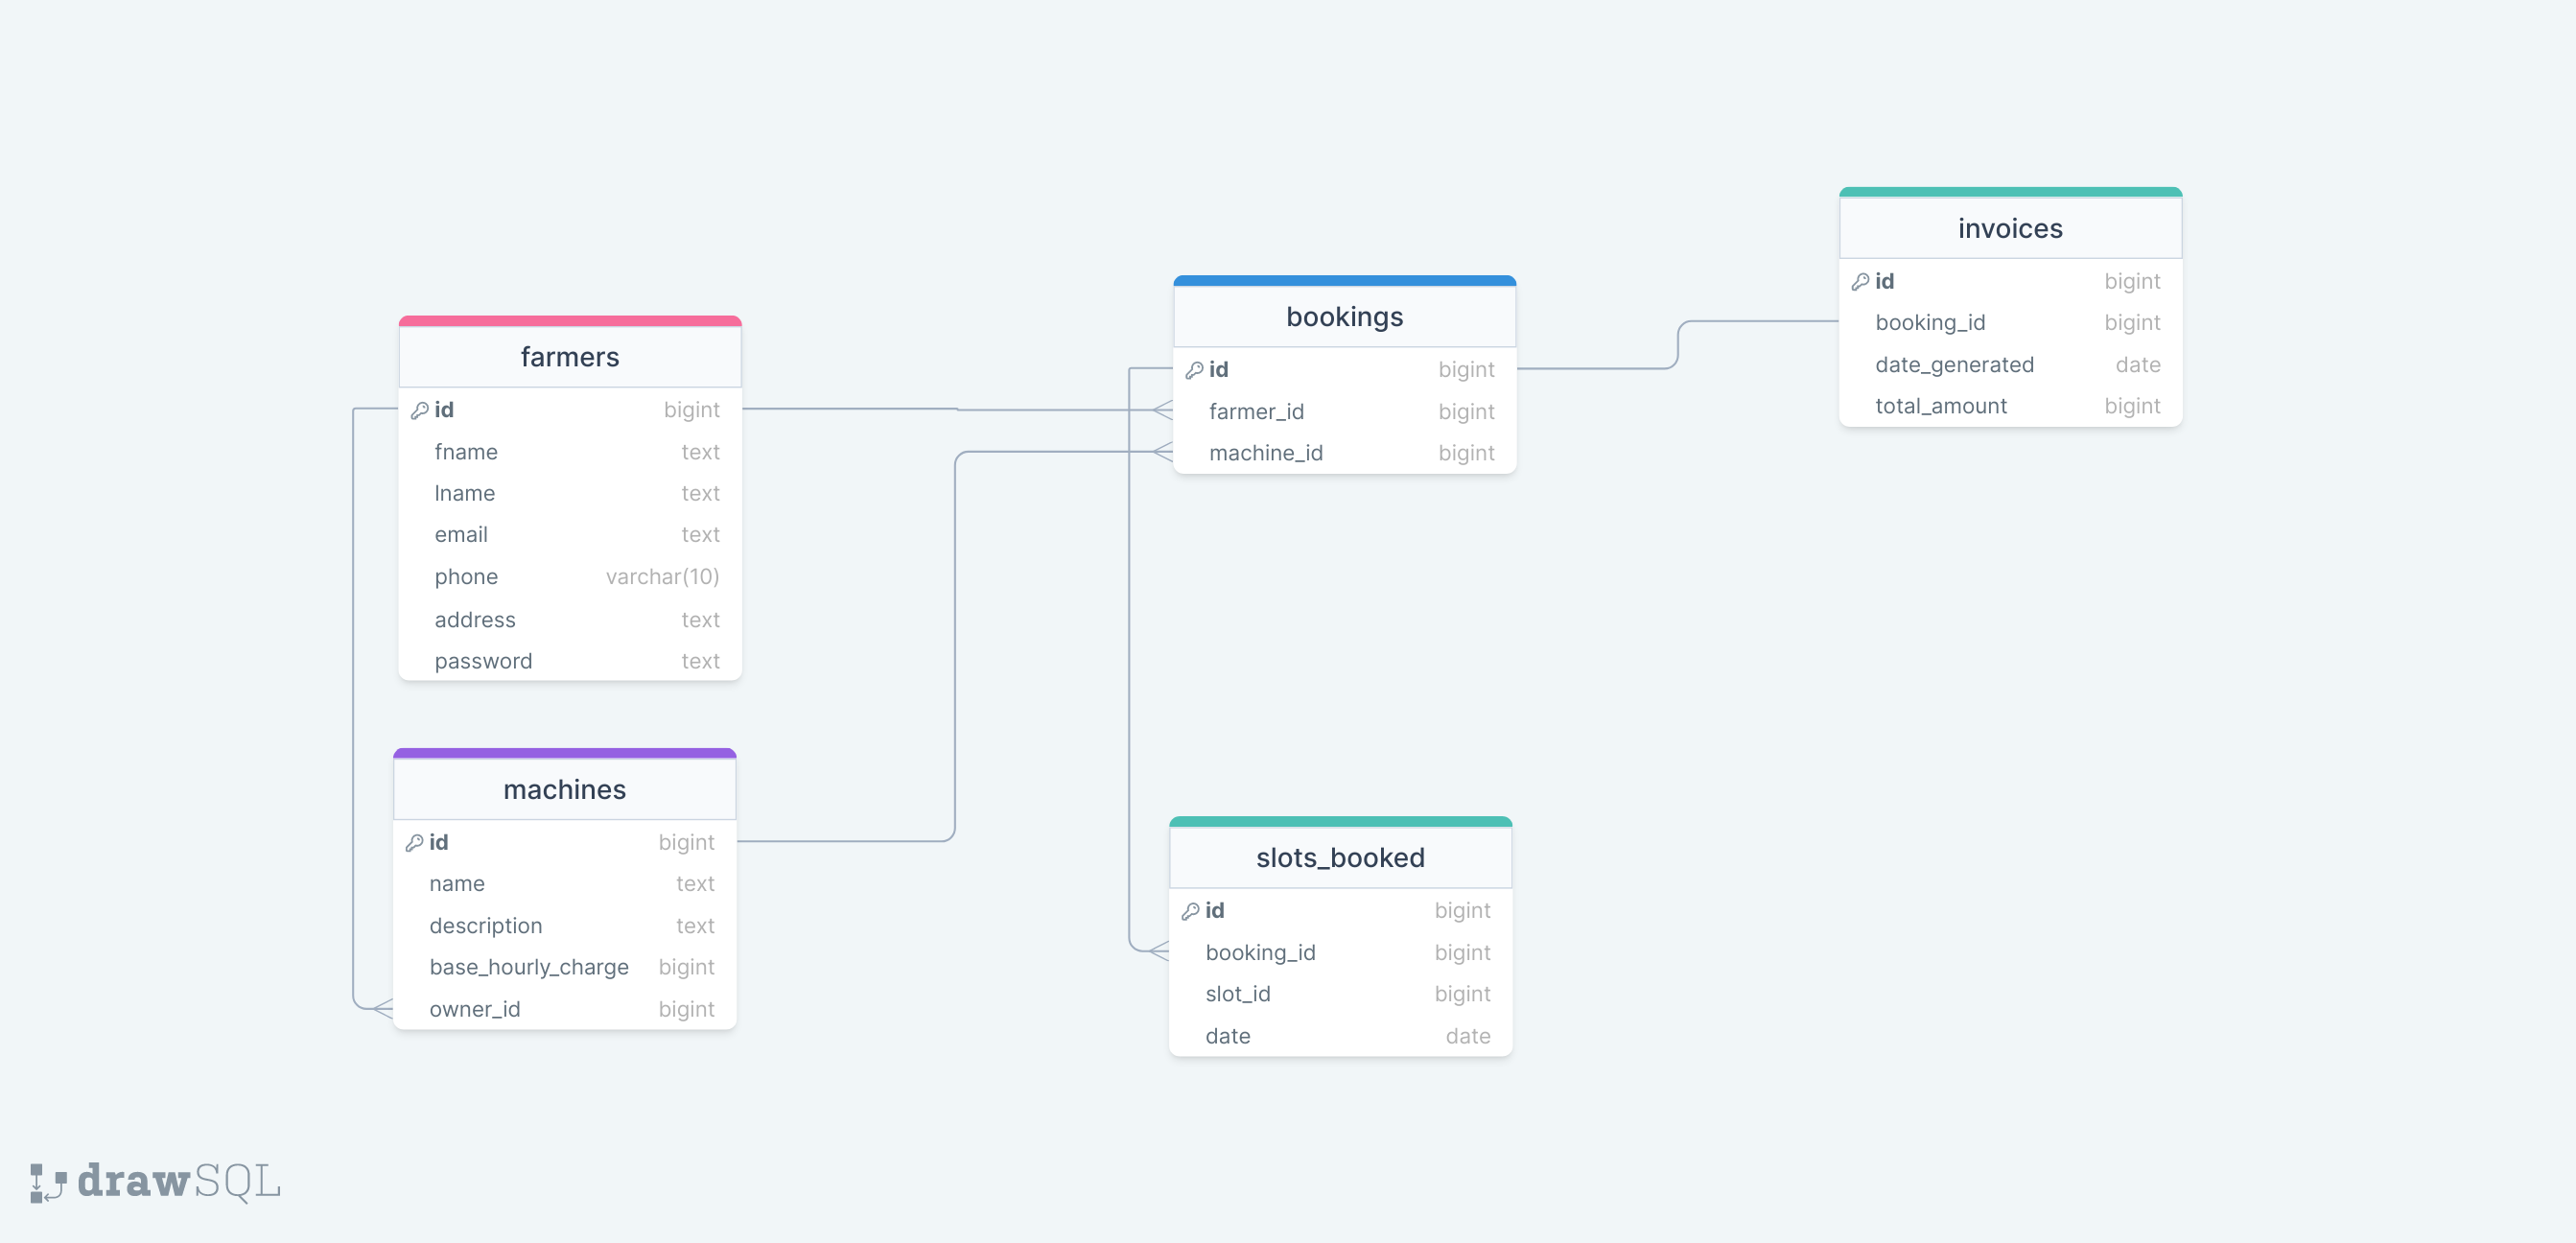 farmers
id bigint
fname text
lname text
email text
phone varchar(10)
address text
password text
machines
id bigint
name text
description text
base_hourly_charge bigint
owner_id bigint
bookings
id bigint
farmer_id bigint
machine_id bigint
slots_booked
id bigint
booking_id bigint
slot_id bigint
date date
invoices
id bigint
booking_id bigint
date_generated date
total_amount bigint
drawSQL